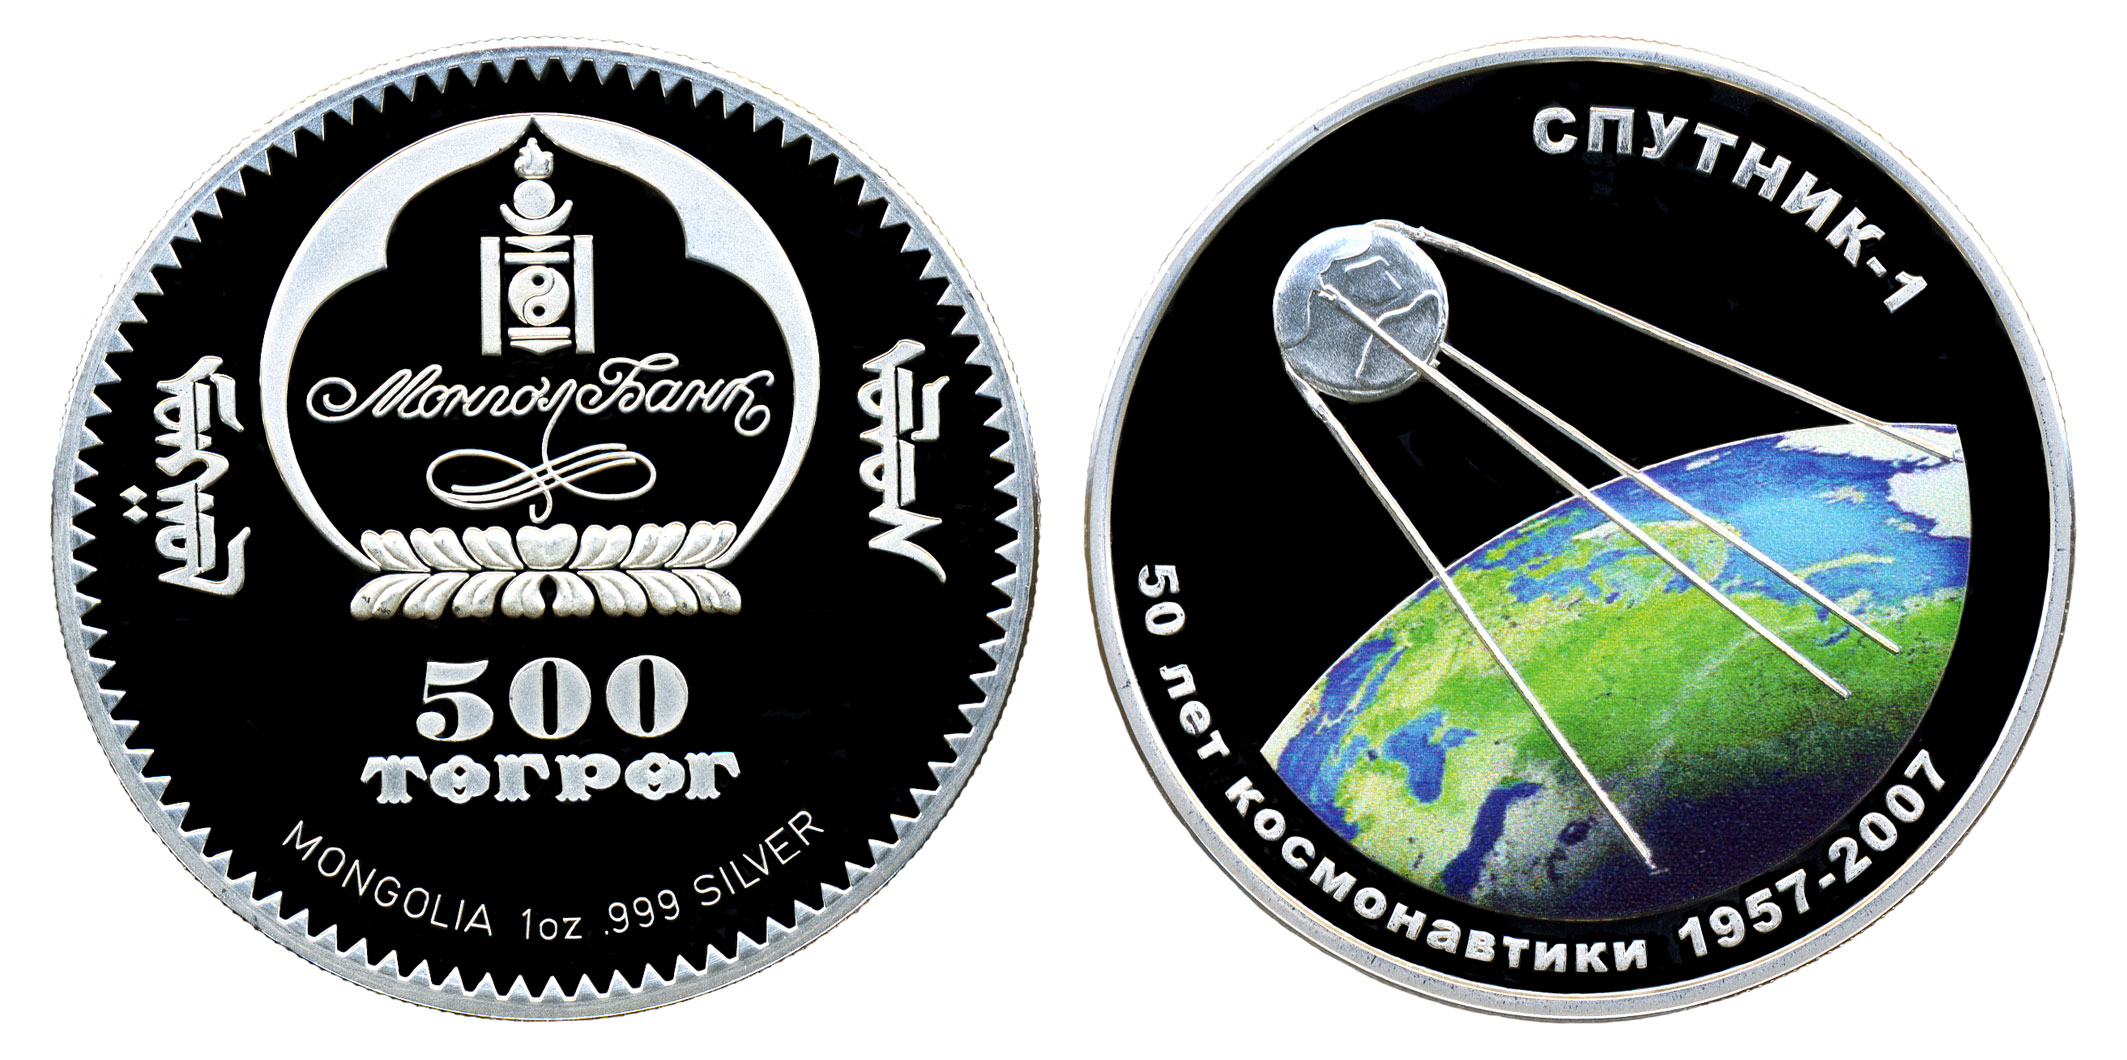 Монгол Банк
500
төгрөг
MONGOLIA 1oz .999 SILVER
СПУТНИК-1
50 лет космонавтики 1957-2007